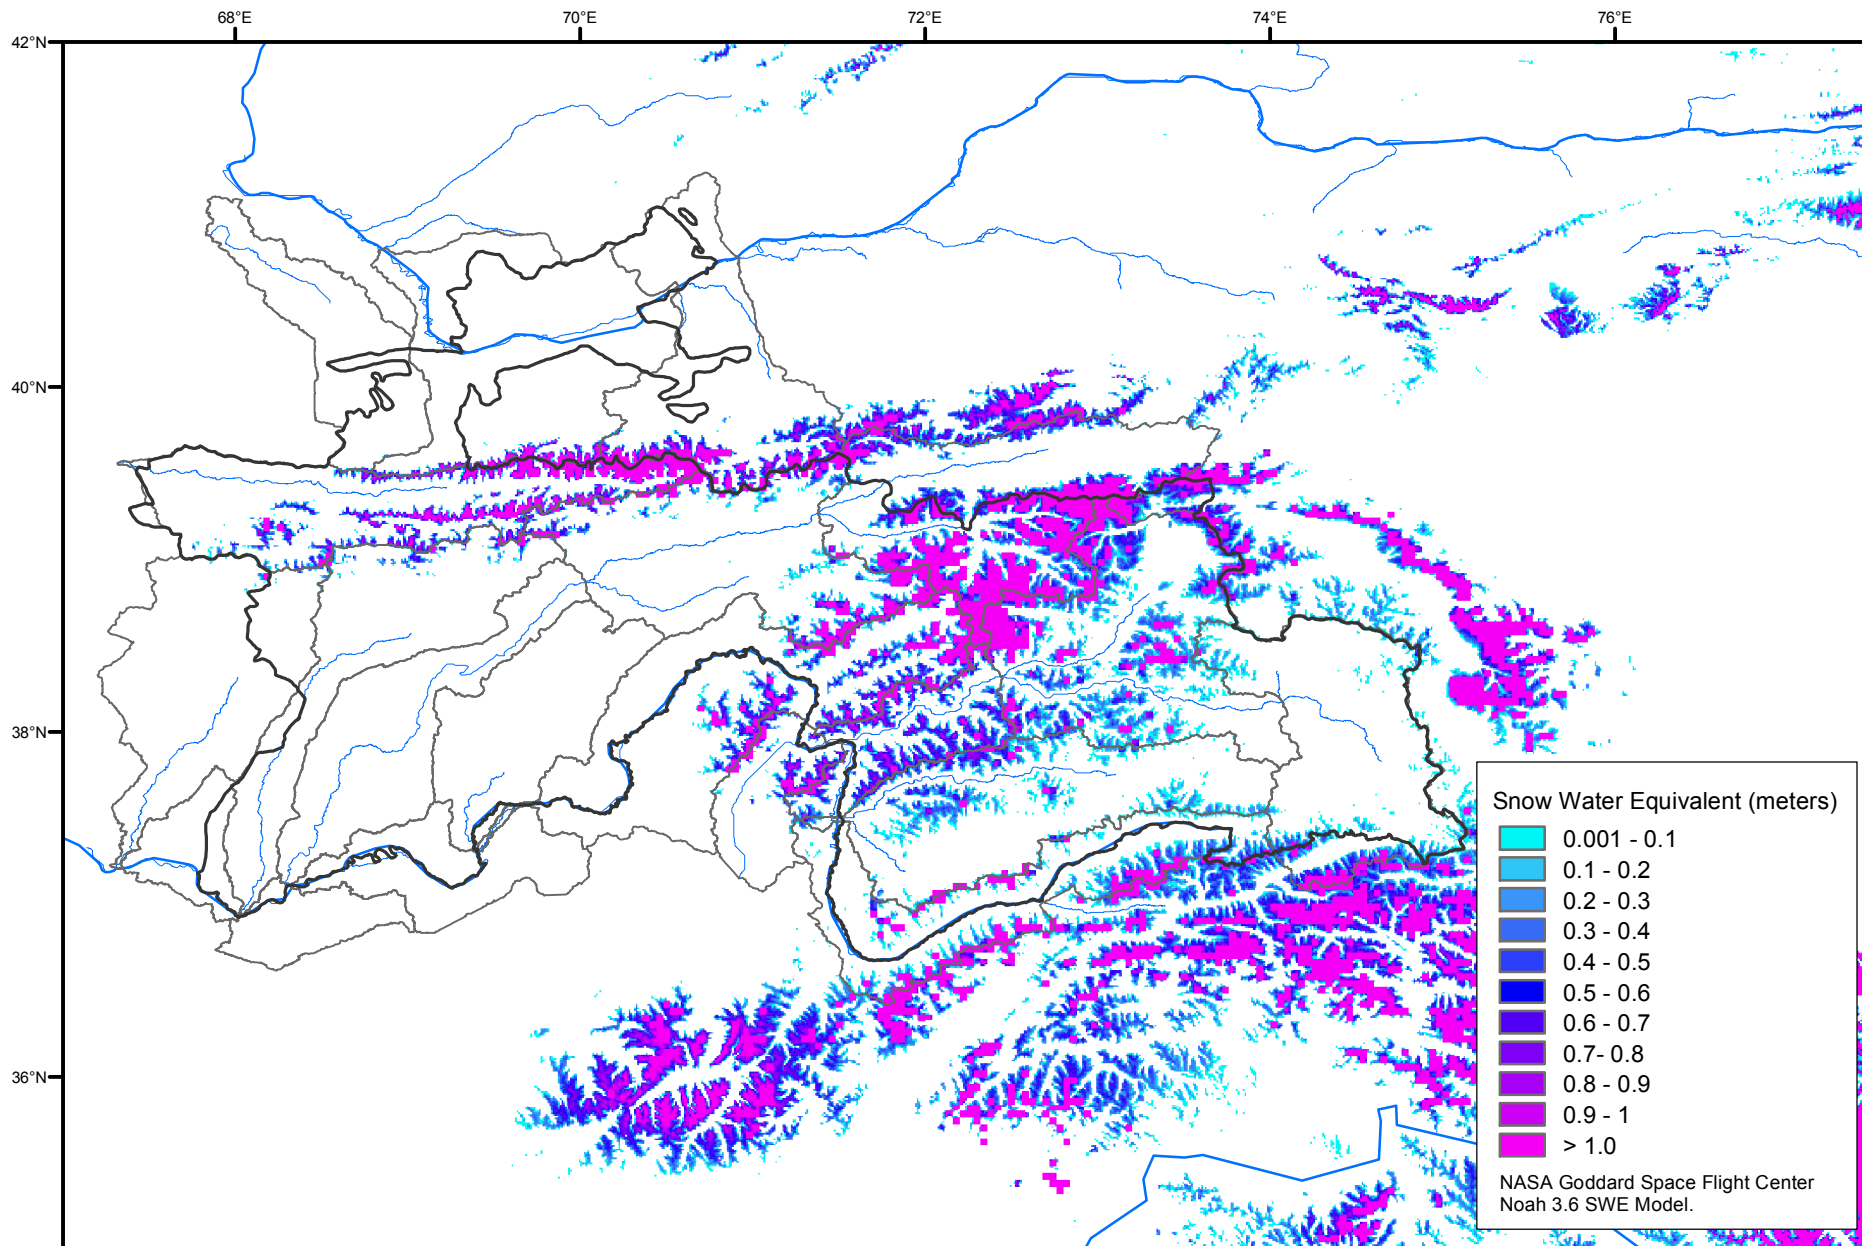 68°E 70°E 72°E 74°E 76°E
42°N
40°N
38°N
36°N
Snow Water Equivalent (meters)
0.001 - 0.1
0.1 - 0.2
0.2 - 0.3
0.3 - 0.4
0.4 - 0.5
0.5 - 0.6
0.6 - 0.7
0.7- 0.8
0.8 - 0.9
0.9 - 1
> 1.0
NASA Goddard Space Flight Center
Noah 3.6 SWE Model.